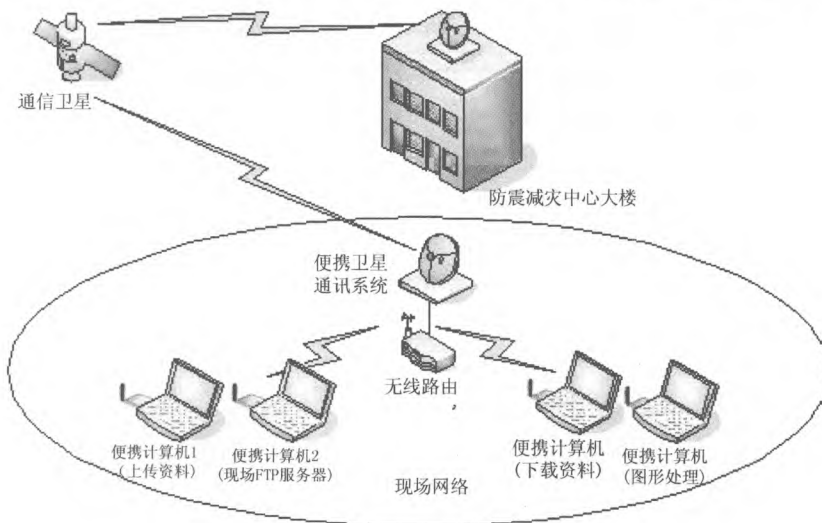 通信卫星
防震减灾中心大楼
便携卫星
通讯系统
无线路由
便携计算机1
(上传资料)
便携计算机2
(现场FTP服务器)
便携计算机
(下载资料)
便携计算机
(图形处理)
现场网络